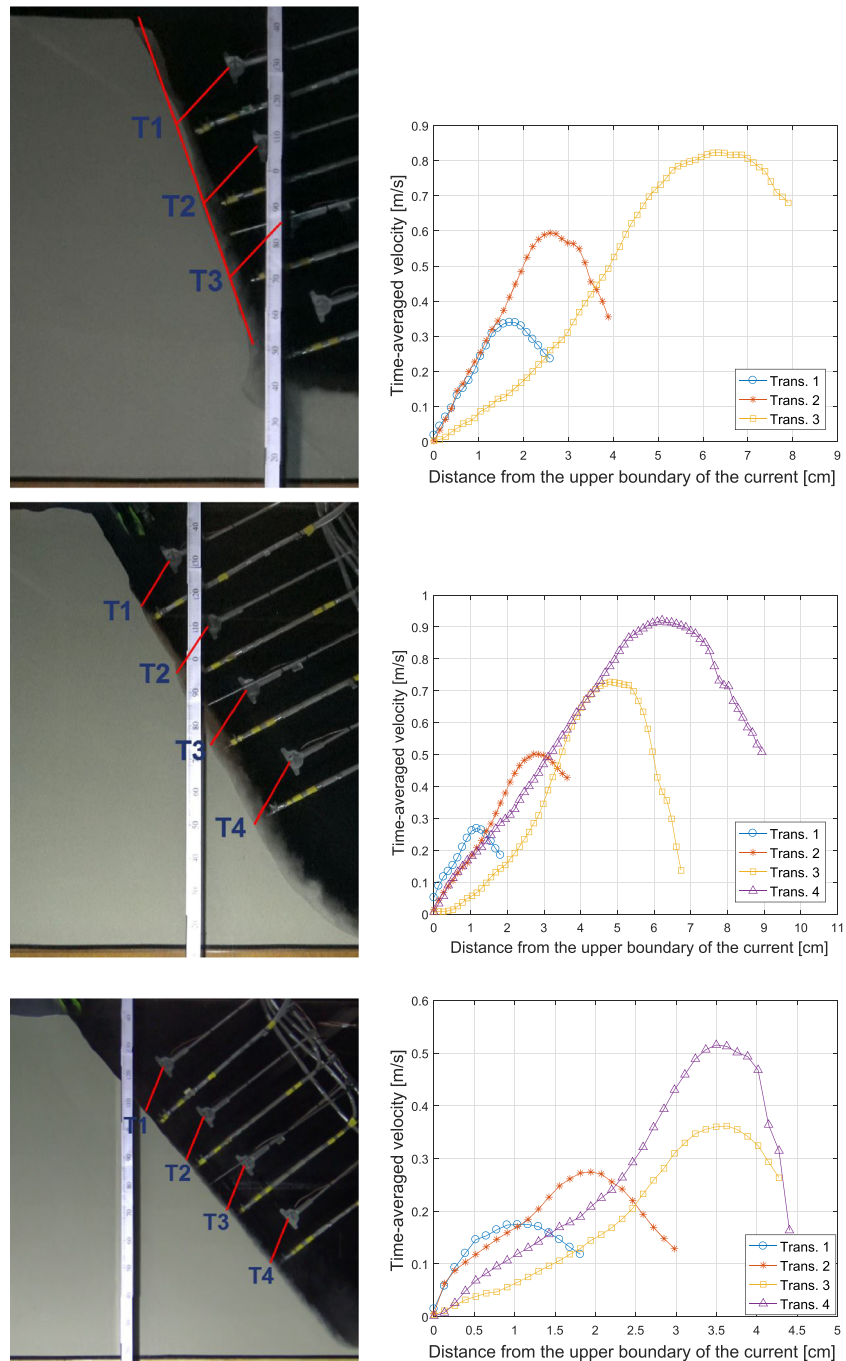 T1
T2
T3
Time-averaged velocity [m/s]
0.9
0.8
0.7
0.6
0.5
0.4
0.3
0.2
0.1
0
0 1 2 3 4 5 6 7 8 9
Distance from the upper boundary of the current [cm]
Trans. 1
Trans. 2
Trans. 3
T1
T2
T3
T4
Time-averaged velocity [m/s]
1
0.9
0.8
0.7
0.6
0.5
0.4
0.3
0.2
0.1
0
0 1 2 3 4 5 6 7 8 9 10 11
Distance from the upper boundary of the current [cm]
Trans. 1
Trans. 2
Trans. 3
Trans. 4
T1
T2
T3
T4
Time-averaged velocity [m/s]
0.6
0.5
0.4
0.3
0.2
0.1
0
0 0.5 1 1.5 2 2.5 3 3.5 4 4.5 5
Distance from the upper boundary of the current [cm]
Trans. 1
Trans. 2
Trans. 3
Trans. 4